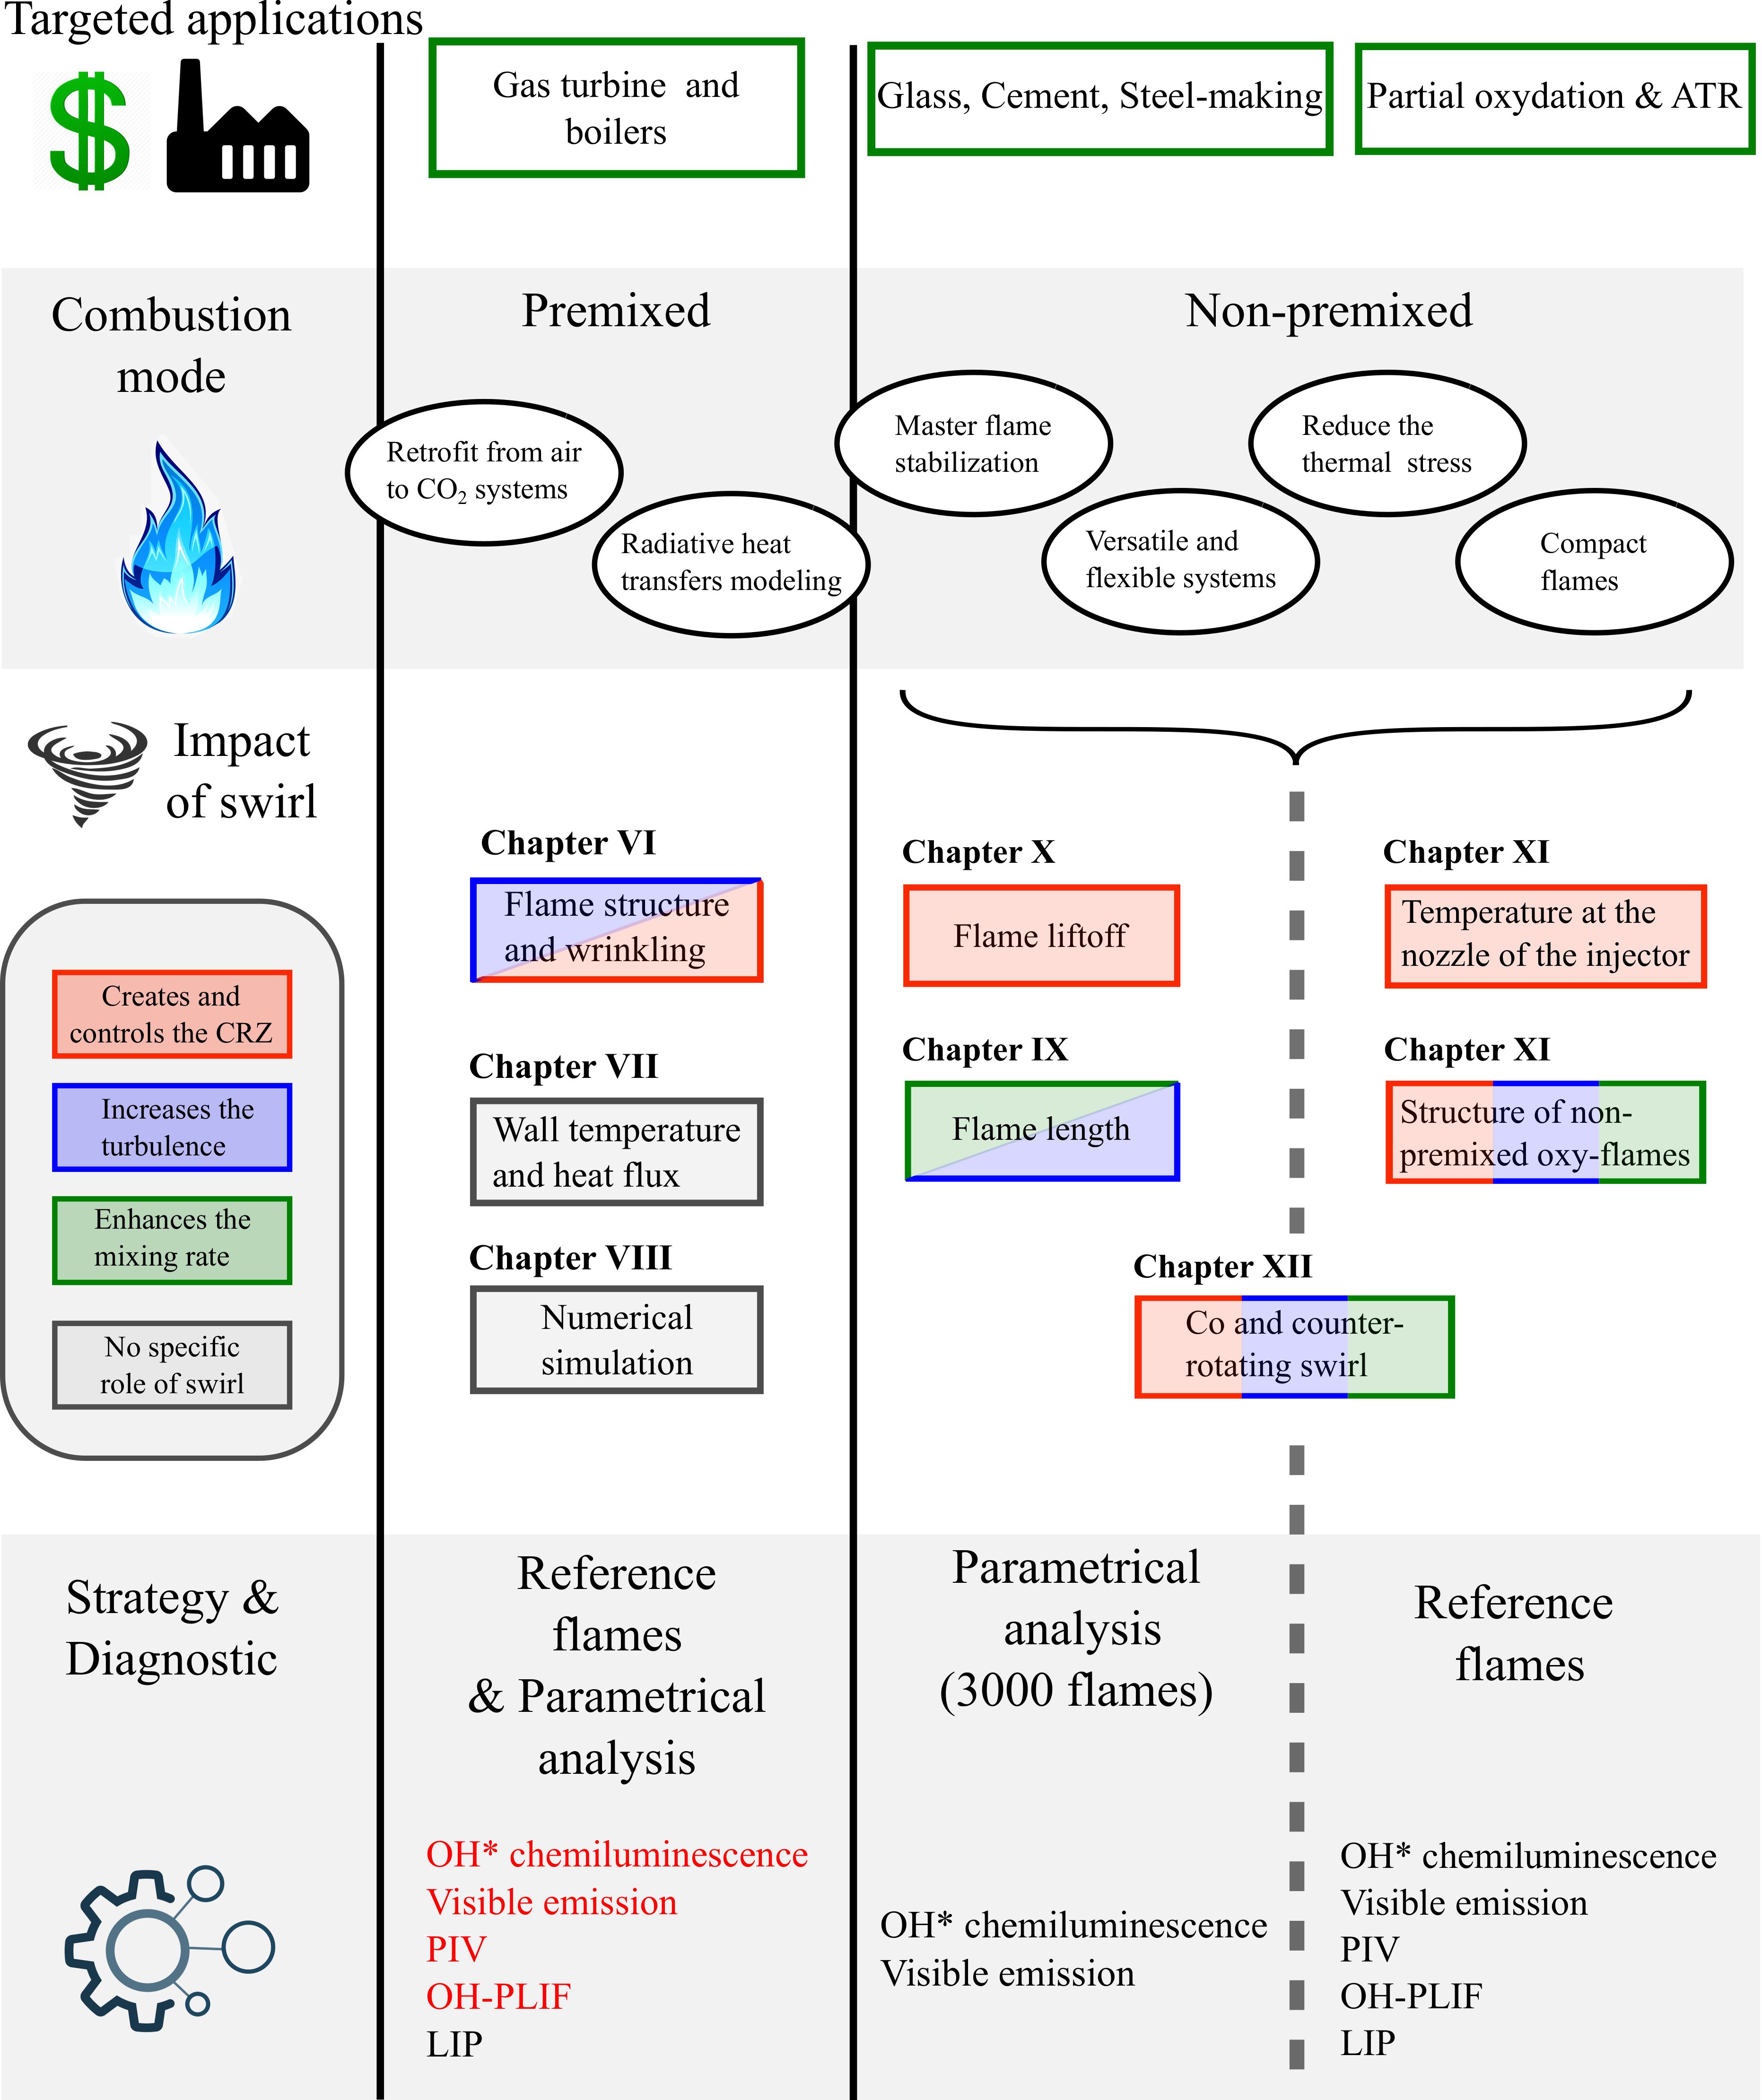 Targeted applications
Gas turbine and
boilers
Glass, Cement, Steel-making
Partial oxydation & ATR
Combustion
mode
Premixed
Non-premixed
Retrofit from air
to CO₂ systems
Radiative heat
transfers modeling
Master flame
stabilization
Versatile and
flexible systems
Reduce the
thermal stress
Compact
flames
Impact
of swirl
Creates and
controls the CRZ
Increases the
turbulence
Enhances the
mixing rate
No specific
role of swirl
Chapter VI
Flame structure
and wrinkling
Chapter VII
Wall temperature
and heat flux
Chapter VIII
Numerical
simulation
Chapter X
Flame liftoff
Chapter IX
Flame length
Chapter XI
Temperature at the
nozzle of the injector
Chapter XI
Structure of non-
premixed oxy-flames
Chapter XII
Co and counter-
rotating swirl
Strategy &
Diagnostic
Reference
flames
& Parametrical
analysis
OH* chemiluminescence
Visible emission
PIV
OH-PLIF
LIP
Parametrical
analysis
(3000 flames)
OH* chemiluminescence
Visible emission
Reference
flames
OH* chemiluminescence
Visible emission
PIV
OH-PLIF
LIP